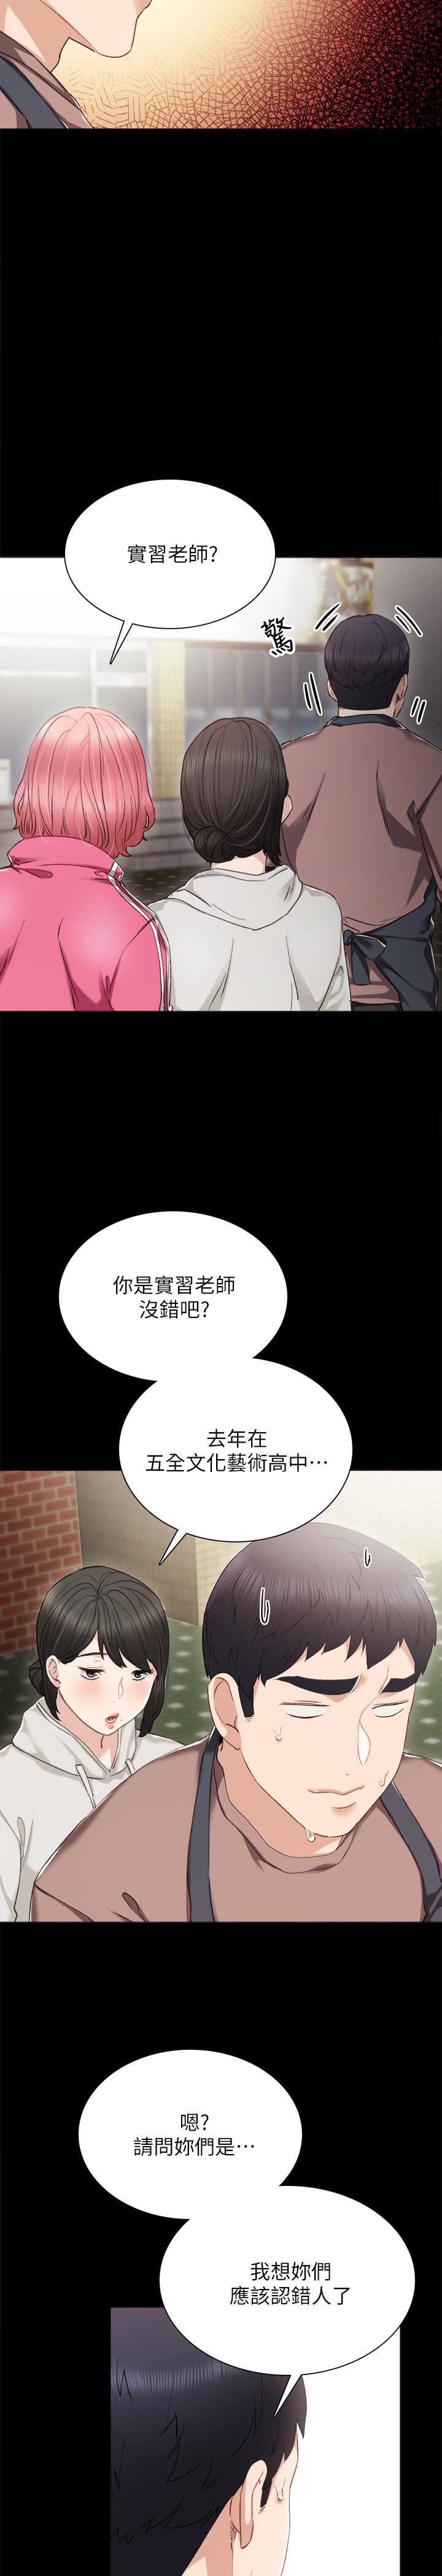 實習老師?
驚
你是實習老師
沒錯吧?
去年在
五全文化藝術高中⋯
嗯?
請問妳們是⋯
我想妳們
應該認錯人了